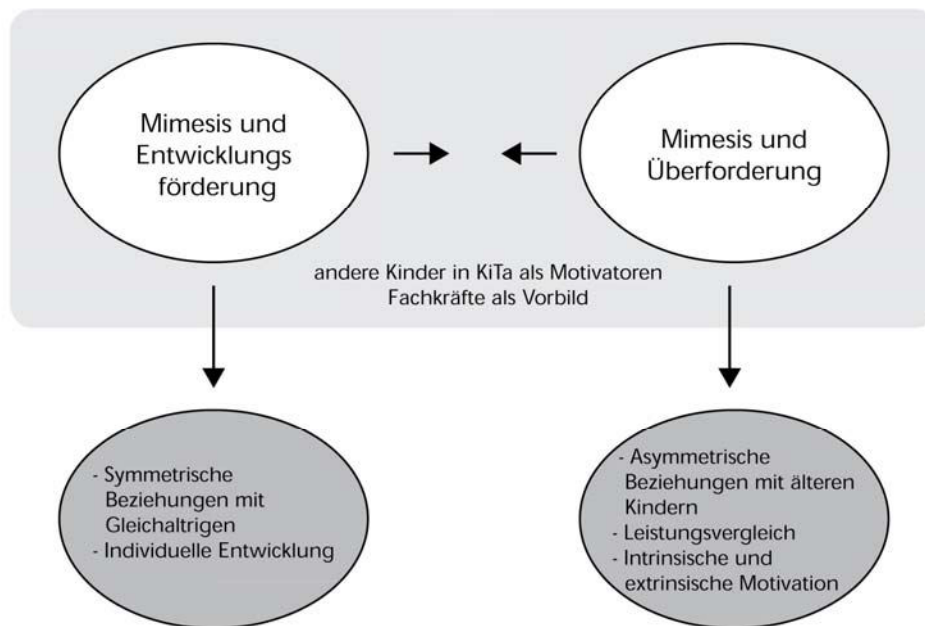 Mimesis und
Entwicklungs
förderung
Mimesis und
Überforderung
andere Kinder in KiTa als Motivatoren
Fachkräfte als Vorbild
- Symmetrische
Beziehungen mit
Gleichaltrigen
- Individuelle Entwicklung
- Asymmetrische
Beziehungen mit älteren
Kindern
- Leistungsvergleich
- Intrinsische und
extrinsische Motivation